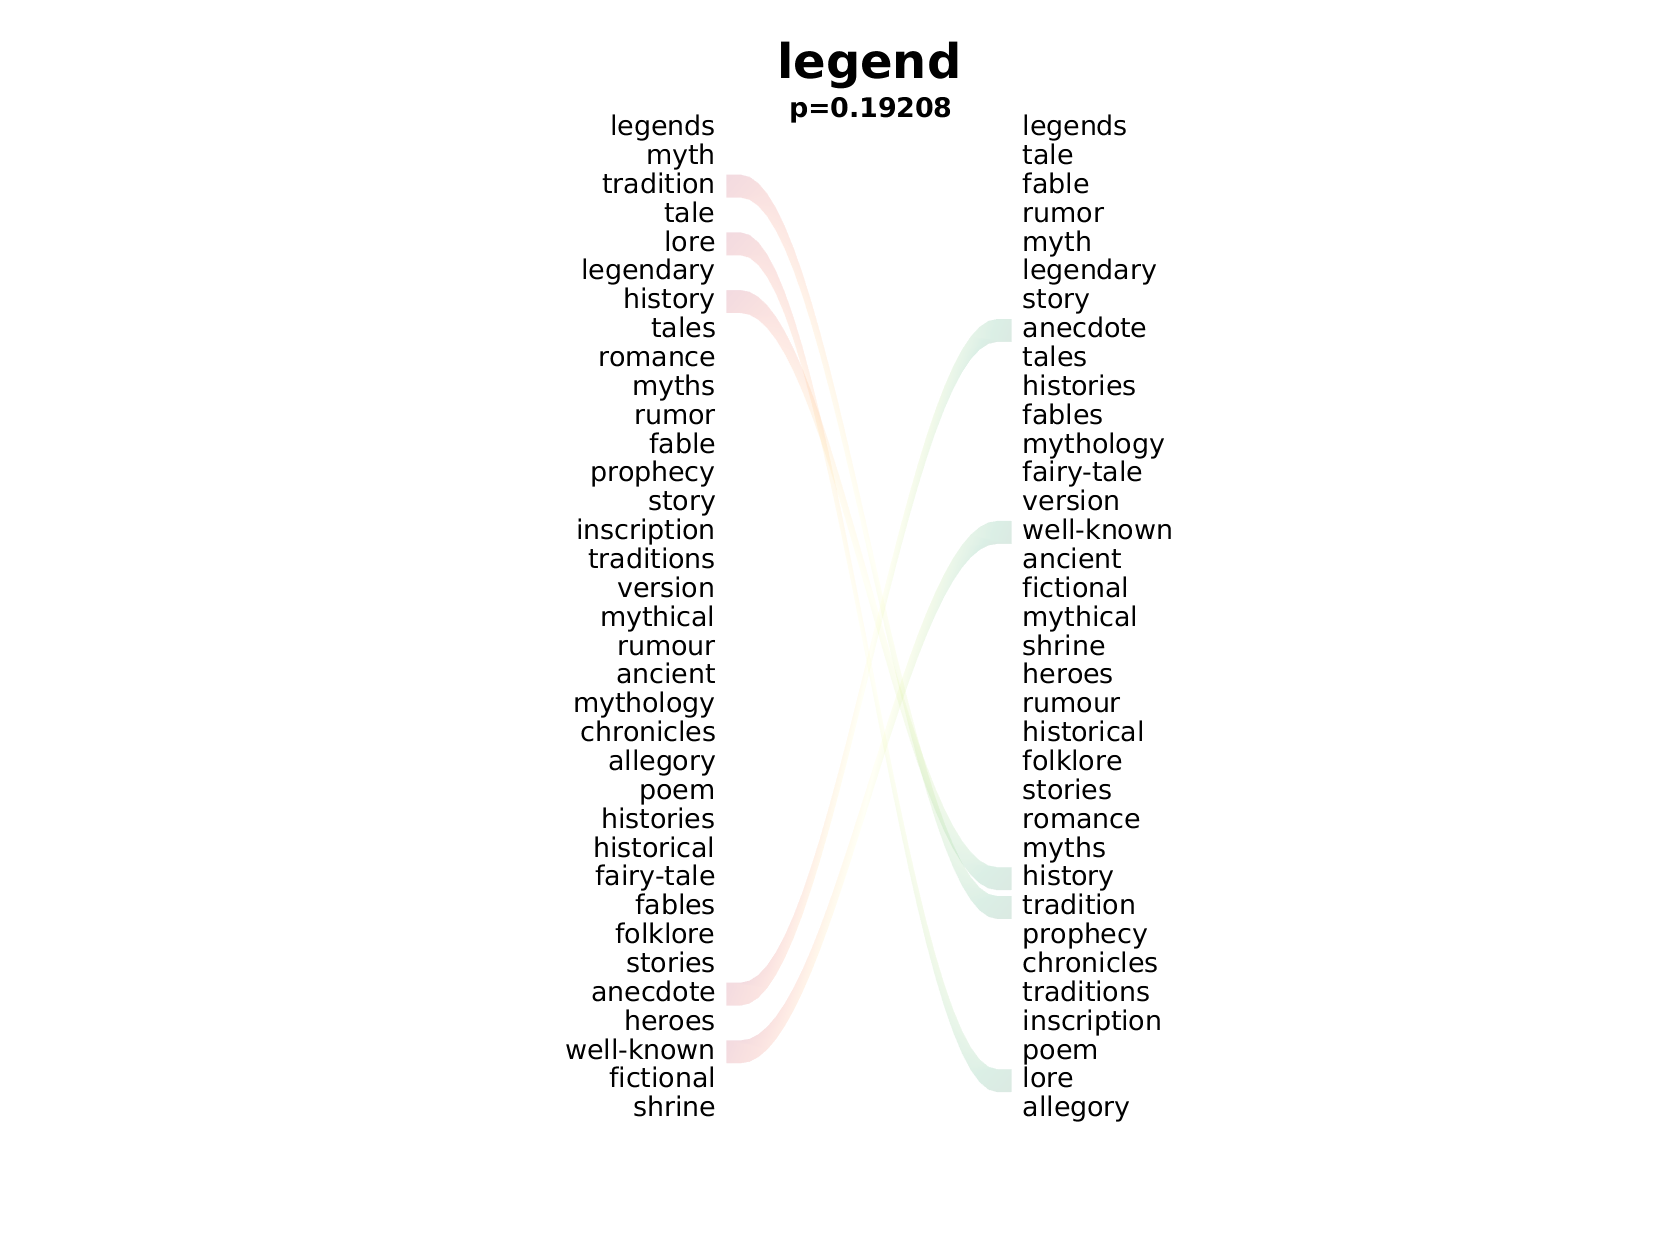 legend
p=0.19208
legends legends
myth tale
tradition fable
tale rumor
lore myth
legendary legendary
history story
tales anecdote
romance tales
myths histories
rumor fables
fable mythology
prophecy fairy-tale
story version
inscription well-known
traditions ancient
version fictional
mythical mythical
rumour shrine
ancient heroes
mythology rumour
chronicles historical
allegory folklore
poem stories
histories romance
historical myths
fairy-tale history
fables tradition
folklore prophecy
stories chronicles
anecdote traditions
heroes inscription
well-known poem
fictional lore
shrine allegory